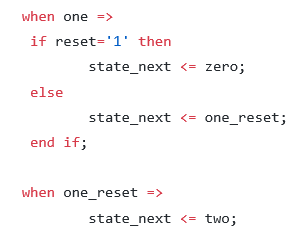 when one =>
if reset='1' then
state_next <= zero;
else
state_next <= one_reset;
end if;
when one_reset =>
state_next <= two;